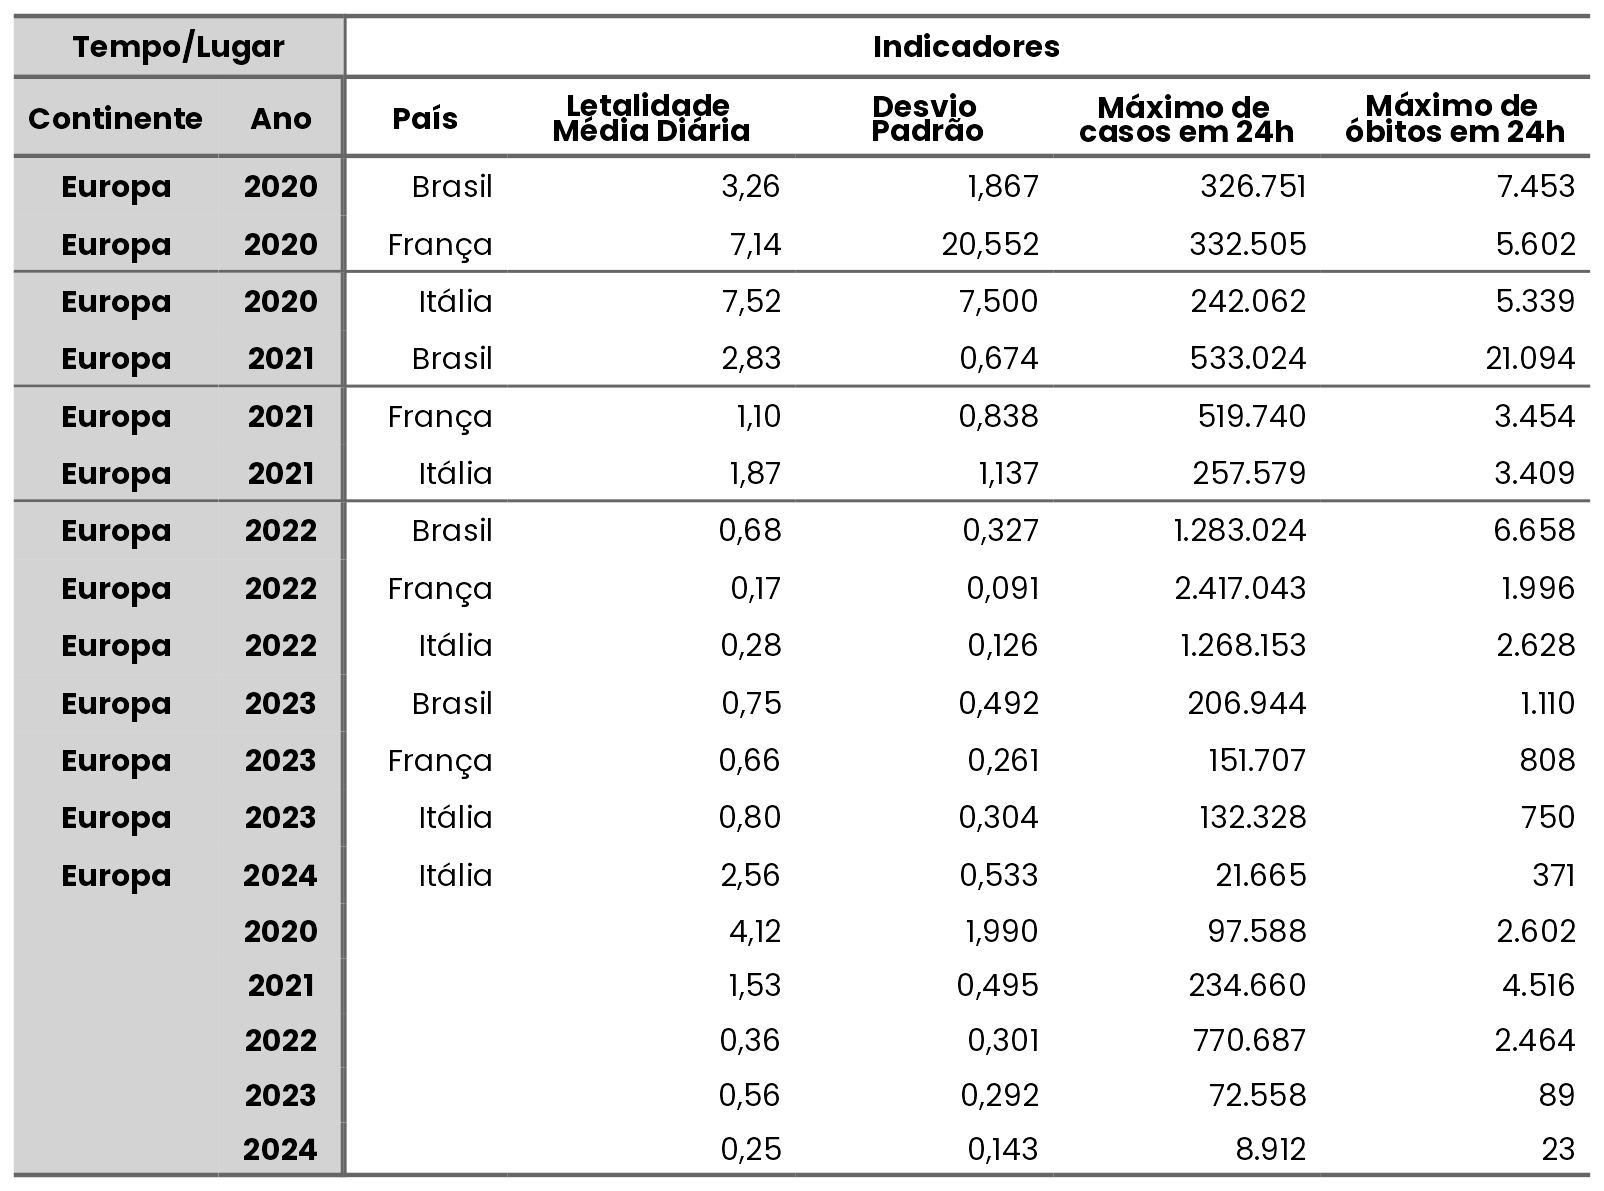 Tempo/Lugar Indicadores
Continente Ano País Letalidade Média Diária Desvio Padrão Máximo de casos em 24h Máximo de óbitos em 24h
Europa 2020 Brasil 3,26 1,867 326.751 7.453
Europa 2020 França 7,14 20,552 332.505 5.602
Europa 2020 Itália 7,52 7,500 242.062 5.339
Europa 2021 Brasil 2,83 0,674 533.024 21.094
Europa 2021 França 1,10 0,838 519.740 3.454
Europa 2021 Itália 1,87 1,137 257.579 3.409
Europa 2022 Brasil 0,68 0,327 1.283.024 6.658
Europa 2022 França 0,17 0,091 2.417.043 1.996
Europa 2022 Itália 0,28 0,126 1.268.153 2.628
Europa 2023 Brasil 0,75 0,492 206.944 1.110
Europa 2023 França 0,66 0,261 151.707 808
Europa 2023 Itália 0,80 0,304 132.328 750
Europa 2024 Itália 2,56 0,533 21.665 371
2020 4,12 1,990 97.588 2.602
2021 1,53 0,495 234.660 4.516
2022 0,36 0,301 770.687 2.464
2023 0,56 0,292 72.558 89
2024 0,25 0,143 8.912 23